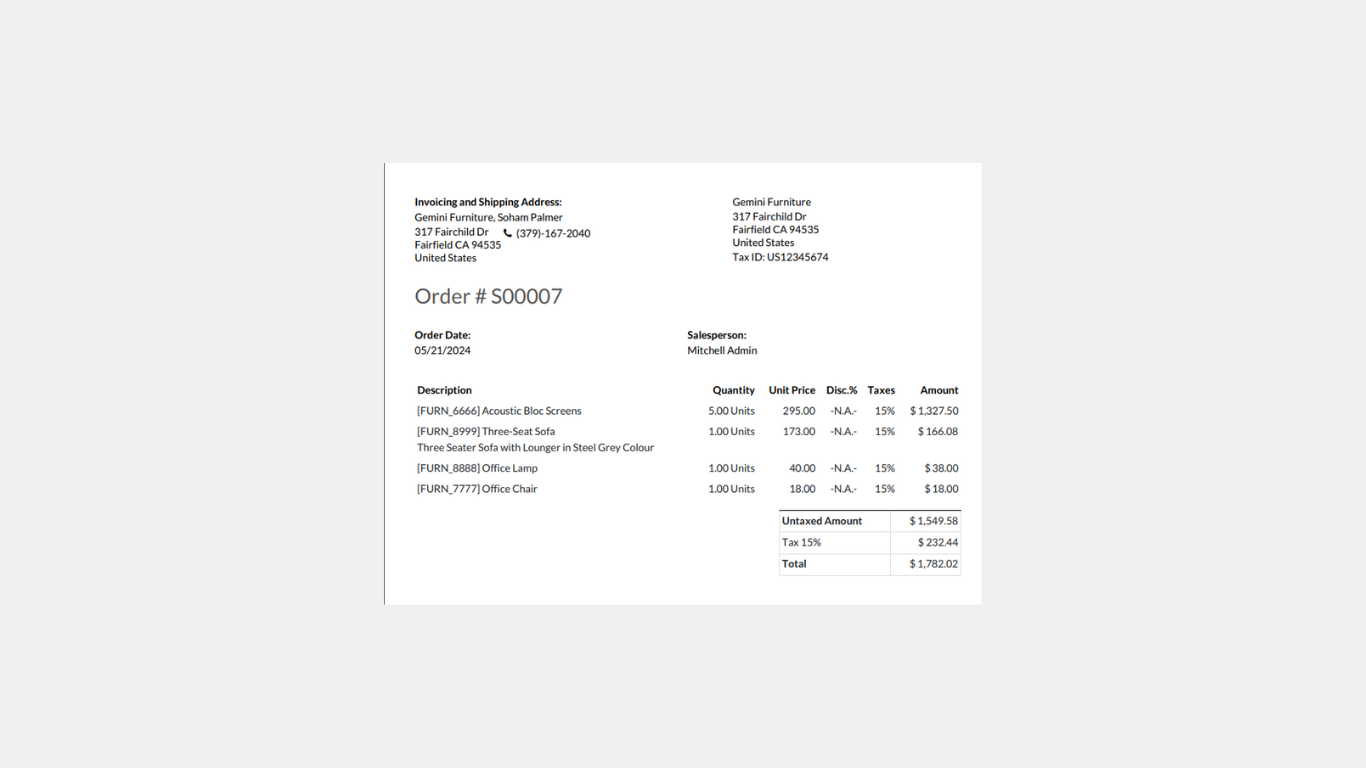 Invoicing and Shipping Address:
Gemini Furniture, Soham Palmer
317 Fairchild Dr (379)-167-2040
Fairfield CA 94535
United States
Gemini Furniture
317 Fairchild Dr
Fairfield CA 94535
United States
Tax ID: US12345674
Order # S00007
Order Date: Salesperson:
05/21/2024 Mitchell Admin
Description Quantity Unit Price Disc.% Taxes Amount
[FURN_6666] Acoustic Bloc Screens 5.00 Units 295.00 -N.A.- 15% $ 1,327.50
[FURN_8999] Three-Seat Sofa 1.00 Units 173.00 -N.A.- 15% $ 166.08
Three Seater Sofa with Lounger in Steel Grey Colour
[FURN_8888] Office Lamp 1.00 Units 40.00 -N.A.- 15% $ 38.00
[FURN_7777] Office Chair 1.00 Units 18.00 -N.A.- 15% $ 18.00
Untaxed Amount $ 1,549.58
Tax 15% $ 232.44
Total $ 1,782.02